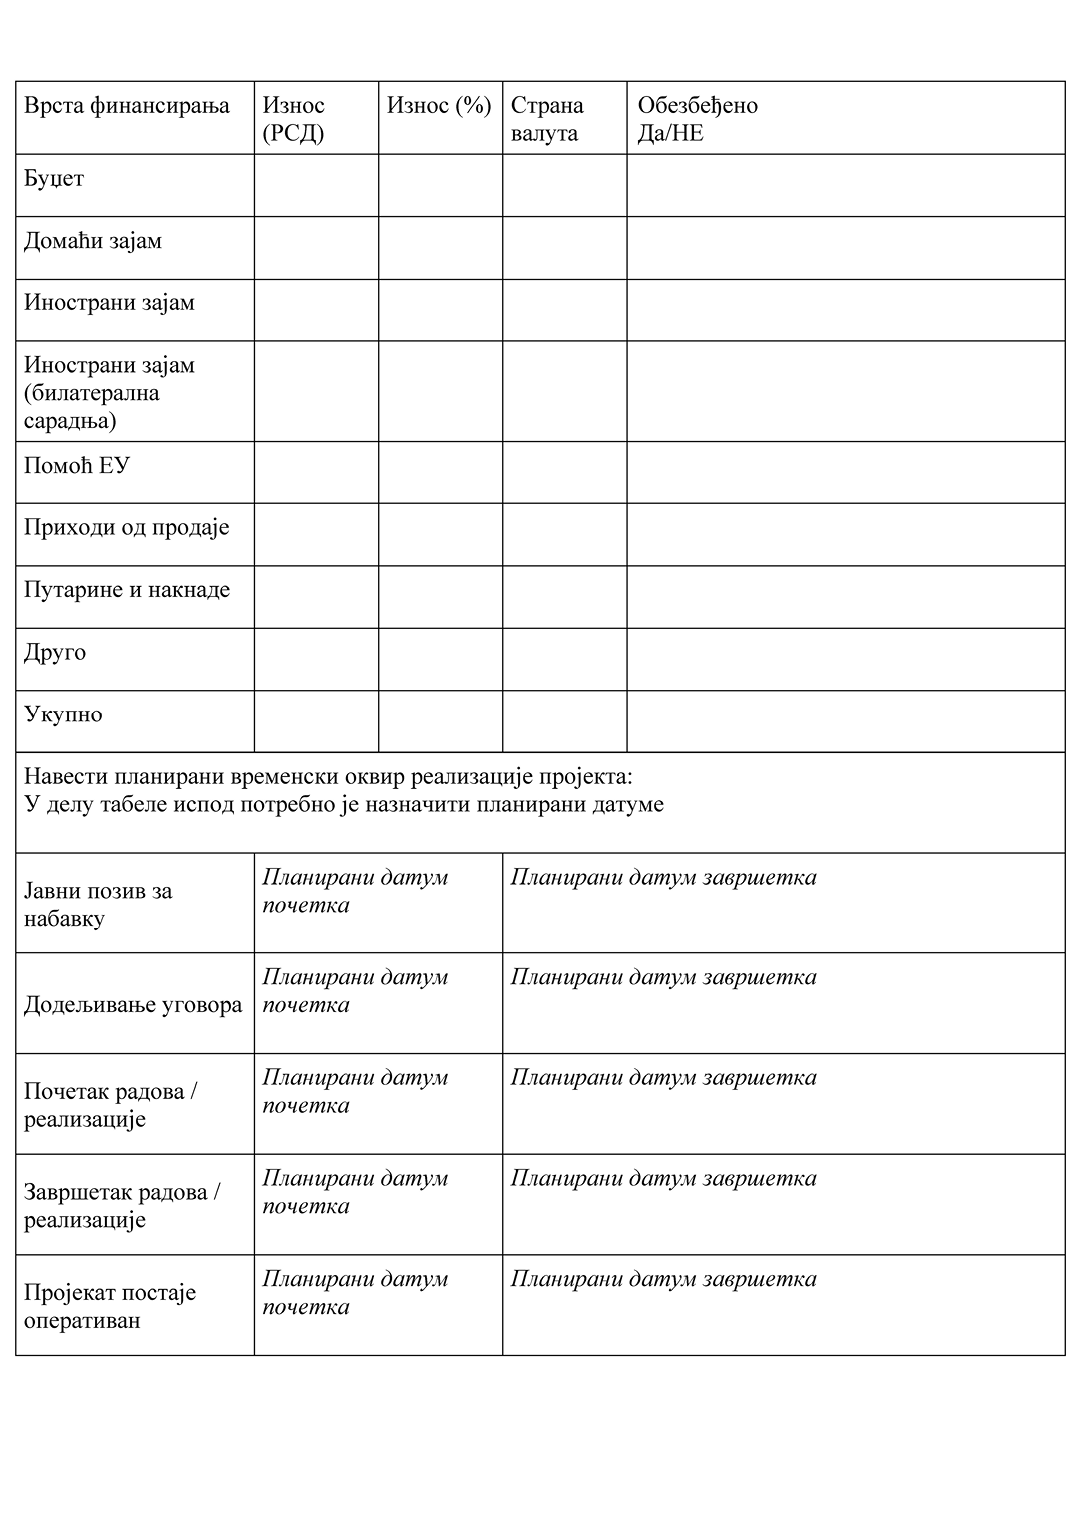 Врста финансирања
Износ
(РСД)
Износ (%)
Страна
валута
Обезбеђено
Да/НЕ
Буџет
Домаћи зајам
Инострани зајам
Инострани зајам
(билатерална
сарадња)
Помоћ ЕУ
Приходи од продаје
Путарине и накнаде
Друго
Укупно
Навести планирани временски оквир реализације пројекта:
У делу табеле испод потребно је назначити планирани датуме
Јавни позив за
набавку
Планирани датум
почетка
Планирани датум завршетка
Додељивање уговора
Планирани датум
почетка
Планирани датум завршетка
Почетак радова /
реализације
Планирани датум
почетка
Планирани датум завршетка
Завршетак радова /
реализације
Планирани датум
почетка
Планирани датум завршетка
Пројекат постаје
оперативан
Планирани датум
почетка
Планирани датум завршетка